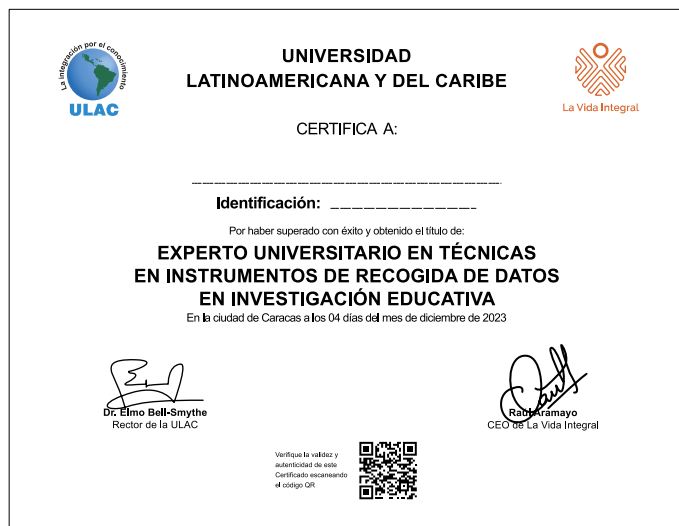 La integración por el conocimiento
ULAC
UNIVERSIDAD
LATINOAMERICANA Y DEL CARIBE
La Vida Integral
CERTIFICA A:
Identificación:
Por haber superado con éxito y obtenido el título de:
EXPERTO UNIVERSITARIO EN TÉCNICAS
EN INSTRUMENTOS DE RECOGIDA DE DATOS
EN INVESTIGACIÓN EDUCATIVA
En la ciudad de Caracas a los 04 días del mes de diciembre de 2023
Dr. Elmo Bell-Smythe
Rector de la ULAC
Raúl Aramayo
CEO de La Vida Integral
Verifique la validez y
autenticidad de este
Certificado escaneando
el código QR